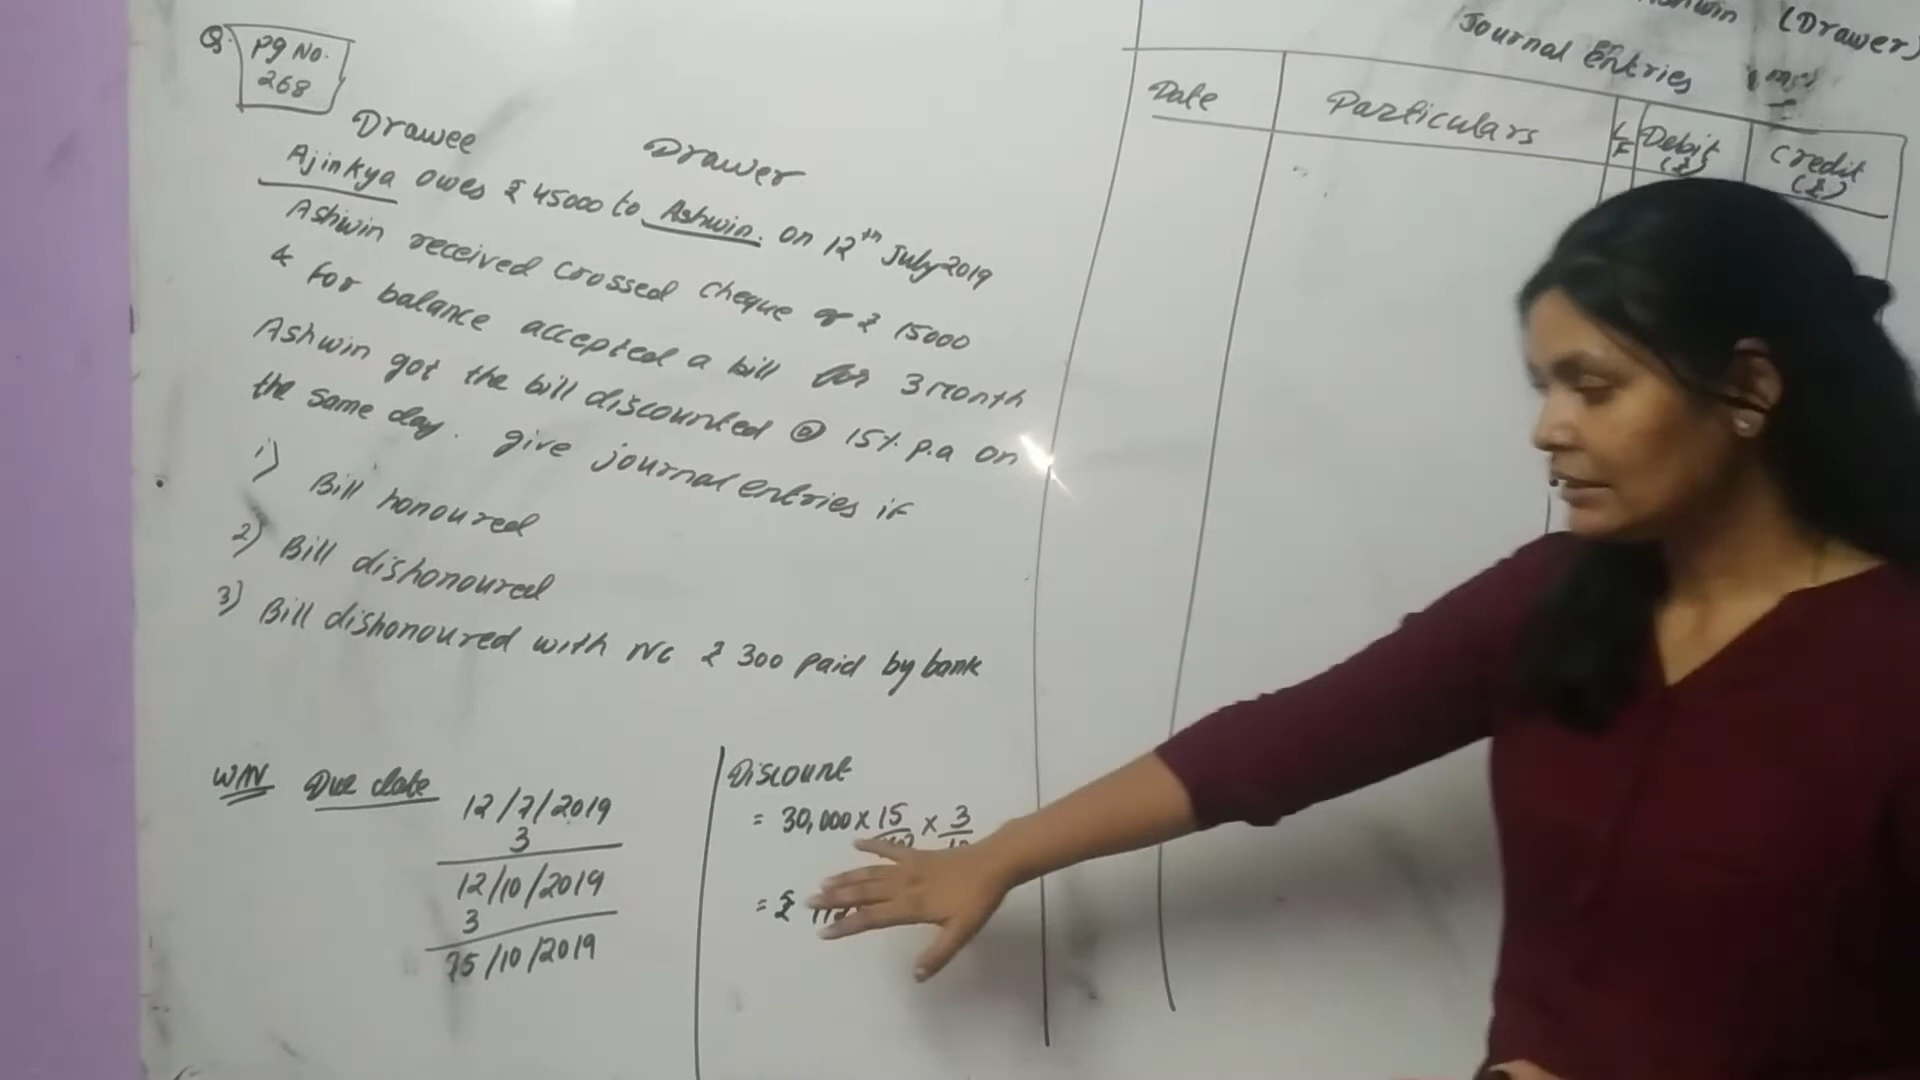 Q. Pg No. 268
Drawee Drawer
Ajinkya owes ₹ 45000 to Ashwin. on 12th July 2019
Ashwin received crossed cheque of ₹ 15000
& for balance accepted a bill for 3 month
Ashwin got the bill discounted @ 15% p.a on
the same day. give journal entries if
1) Bill honoured
2) Bill dishonoured
3) Bill dishonoured with NC ₹ 300 paid by bank
WN Due date
12/7/2019
3
12/10/2019
3
15/10/2019
Discount
= 30,000 × 15 × 3
= ₹
(Drawer)
Journal Entries
Date Particulars L/F Debit (₹) Credit (₹)